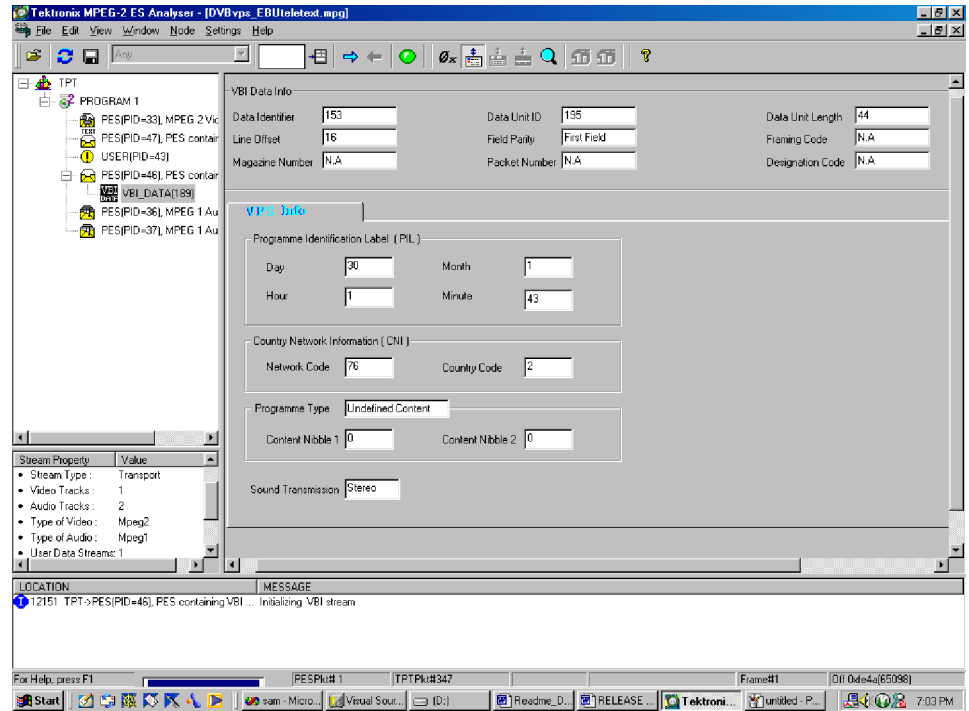 Tektronix MPEG-2 ES Analyser - [DVBvps_EBUteletext.mpg]
File Edit View Window Node Settings Help
Any
TPT
PROGRAM 1
PES(PID=33), MPEG 2 Vic
PES(PID=47), PES contair
USER(PID=43)
PES(PID=46), PES contair
VBI_DATA(189)
PES(PID=36), MPEG 1 Au
PES(PID=37), MPEG 1 Au
VBI Data Info
Data Identifier 153 Data Unit ID 195 Data Unit Length 44
Line Offset 16 Field Parity First Field Framing Code N.A
Magazine Number N.A Packet Number N.A Designation Code N.A
VPS Info
Programme Identification Label ( PIL )
Day 30 Month 1
Hour 1 Minute 43
Country Network Information ( CNI )
Network Code 76 Country Code 2
Programme Type Undefined Content
Content Nibble 1 0 Content Nibble 2 0
Sound Transmission Stereo
Stream Property Value
Stream Type : Transport
Video Tracks : 1
Audio Tracks : 2
Type of Video : Mpeg2
Type of Audio : Mpeg1
User Data Streams: 1
LOCATION MESSAGE
12151 TPT->PES(PID=46), PES containing VBI ... Initializing VBI stream
For Help, press F1 PESPkt# 1 TPTPkt#347 Frame#1 Off 0xfe4a(65098)
Start sam - Micro... Visual Sour... (D:) Readme_D... RELEASE ... Tektroni... untitled - P... 7:03 PM